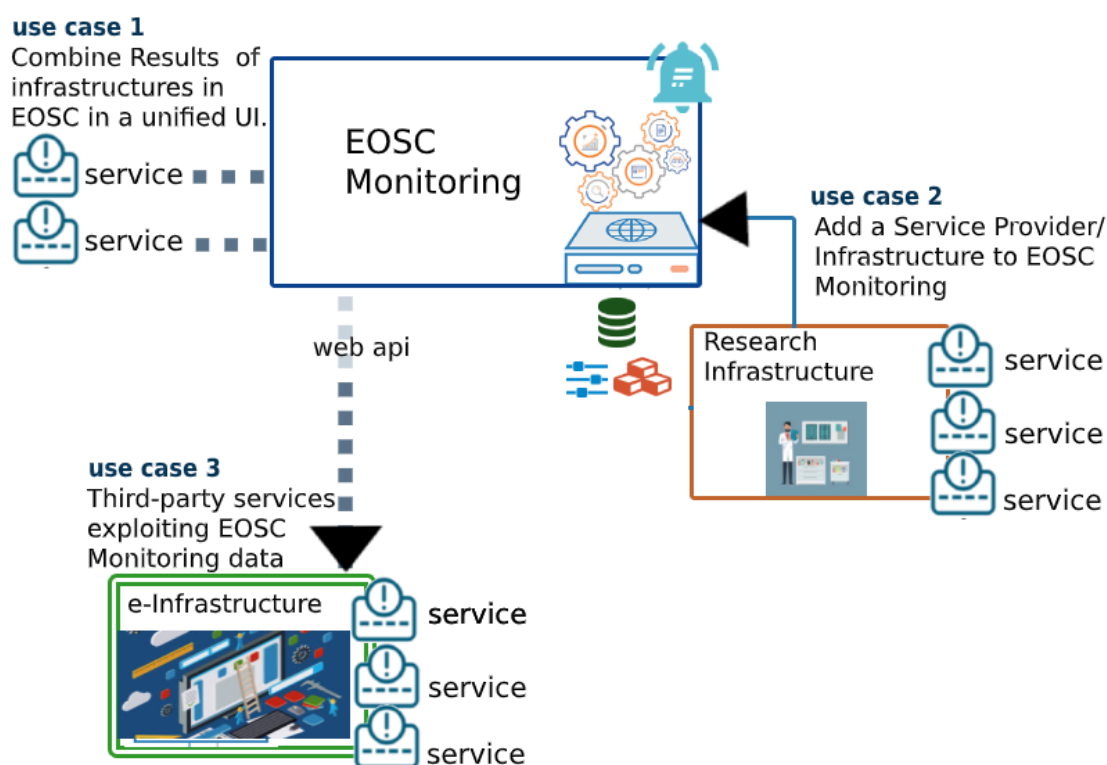 use case 1
Combine Results of
infrastructures in
EOSC in a unified UI.
service
service
EOSC
Monitoring
use case 2
Add a Service Provider/
Infrastructure to EOSC
Monitoring
web api
Research
Infrastructure
service
service
service
use case 3
Third-party services
exploiting EOSC
Monitoring data
e-Infrastructure
service
service
service